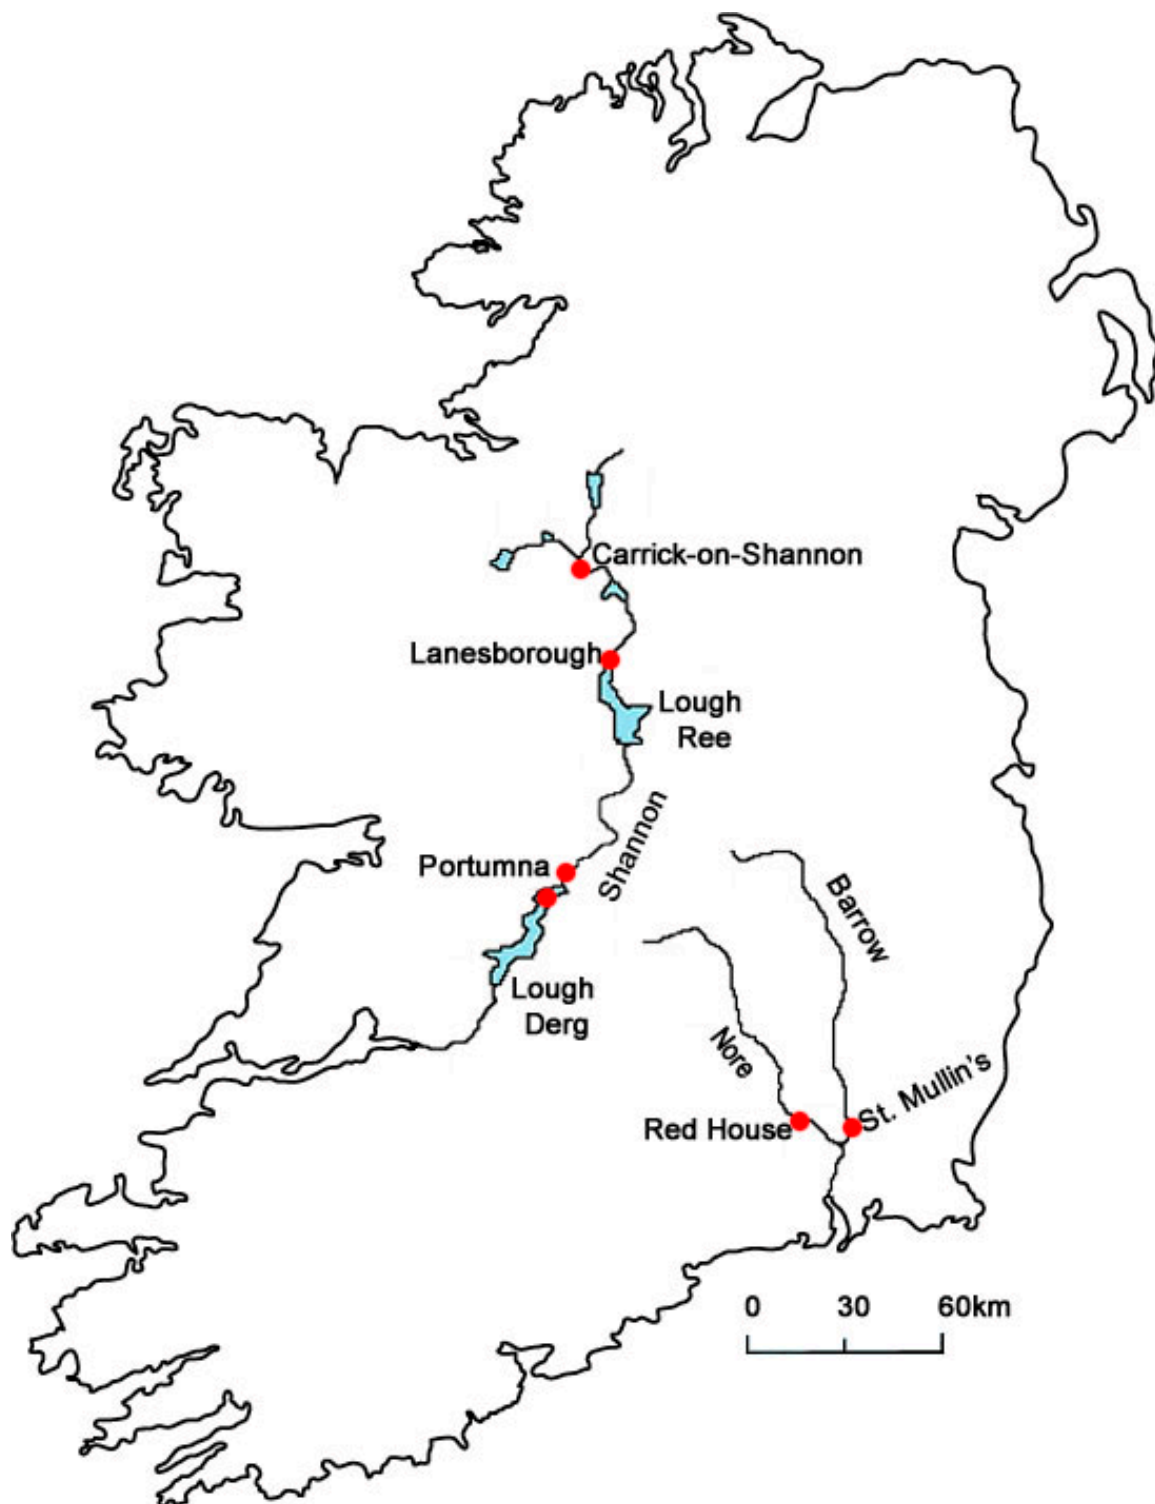 Carrick-on-Shannon
Lanesborough
Lough
Ree
Shannon
Portumna
Barrow
Lough
Derg
Nore
St. Mullin's
Red House
0 30 60km